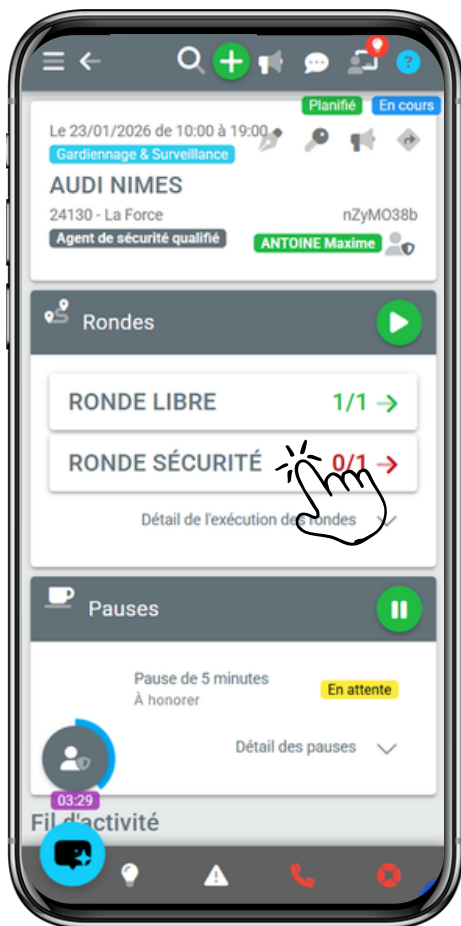 ?
Planifié En cours
Le 23/01/2026 de 10:00 à 19:00
Gardiennage & Surveillance
AUDI NIMES
24130 - La Force nZyMO38b
Agent de sécurité qualifié ANTOINE Maxime
Rondes
RONDE LIBRE 1/1
RONDE SÉCURITÉ 0/1
Détail de l'exécution des rondes
Pauses
Pause de 5 minutes
À honorer En attente
Détail des pauses
03:29
Fil d'activité